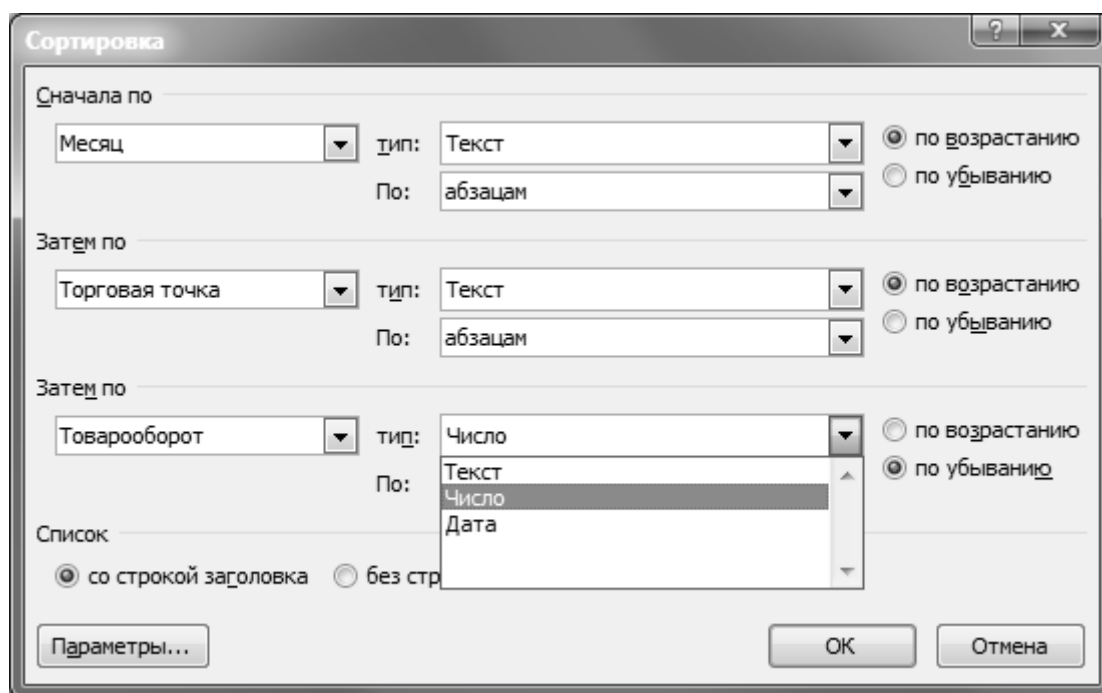 Сортировка
Сначала по
Месяц тип: Текст по возрастанию
По: абзацам по убыванию
Затем по
Торговая точка тип: Текст по возрастанию
По: абзацам по убыванию
Затем по
Товарооборот тип: Число по возрастанию
По: Текст по убыванию
Число
Дата
Список
со строкой заголовка без стр
Параметры... ОК Отмена